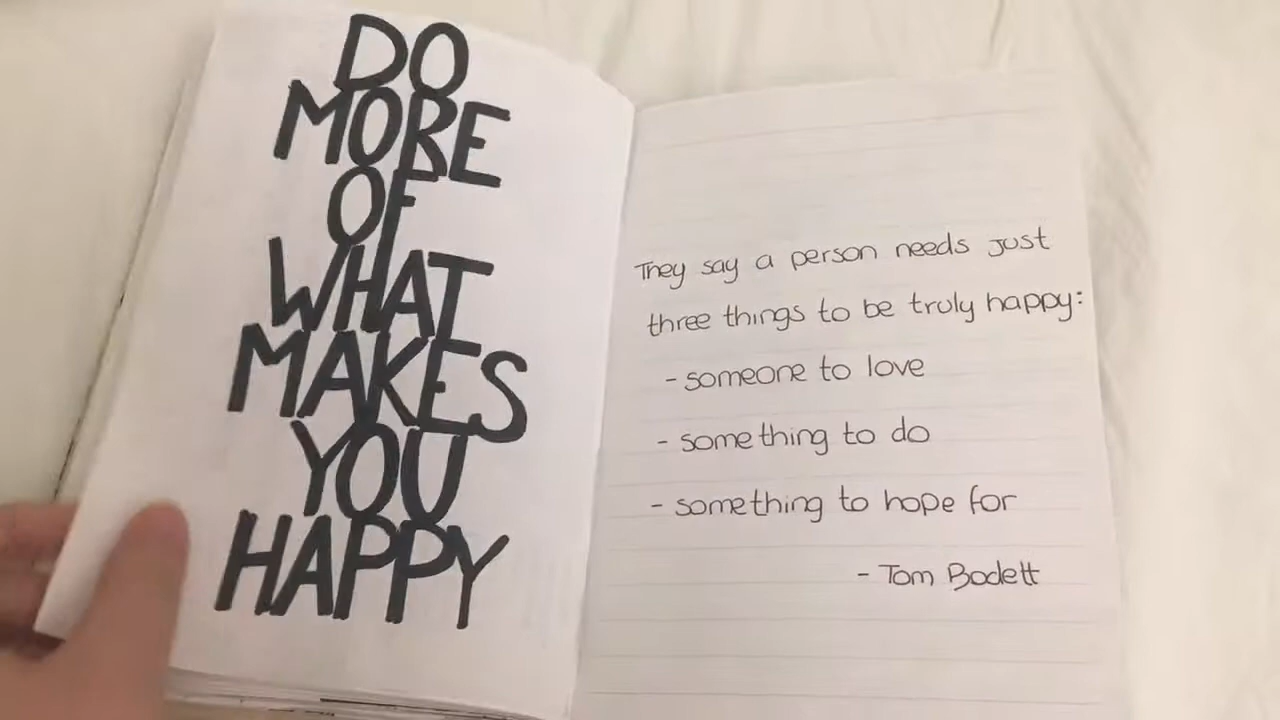 DO
MORE
OF
WHAT
MAKES
YOU
HAPPY
They say a person needs just
three things to be truly happy:
- someone to love
- something to do
- something to hope for
- Tom Bodett